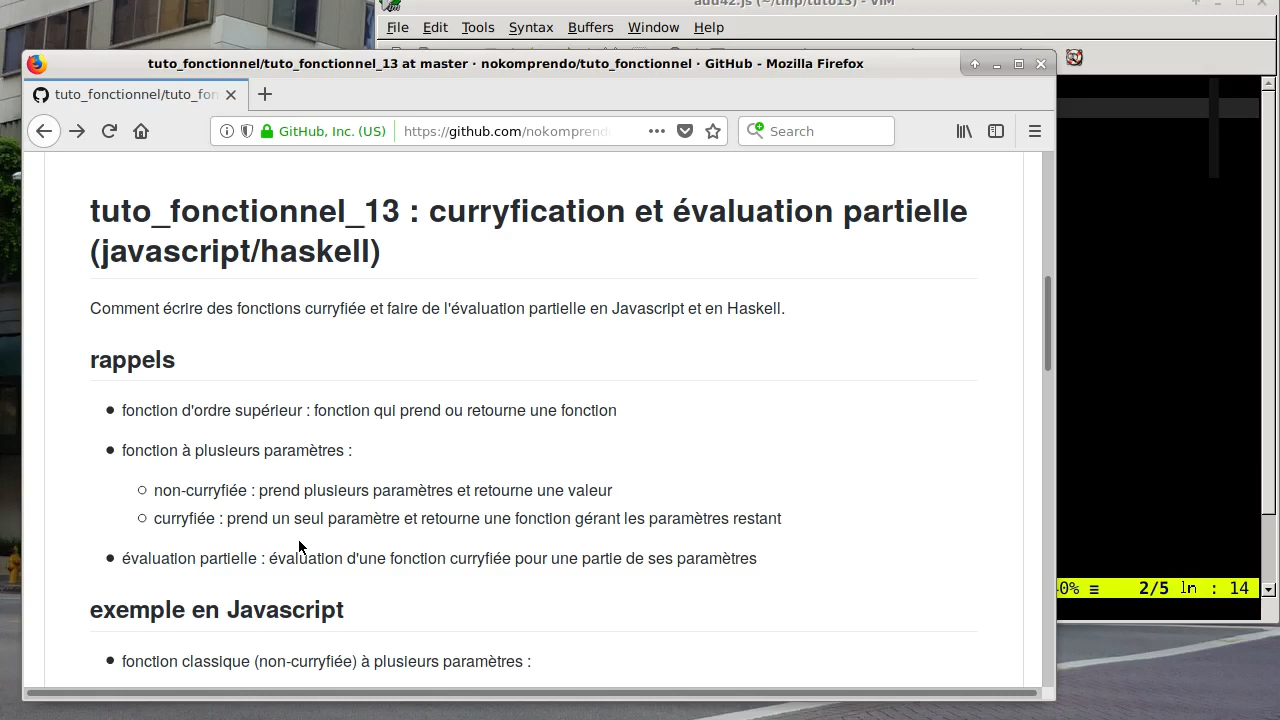 add42.js (~/tmp/tuto13) - VIM
File Edit Tools Syntax Buffers Window Help
tuto_fonctionnel/tuto_fonctionnel_13 at master · nokomprendo/tuto_fonctionnel · GitHub - Mozilla Firefox
tuto_fonctionnel/tuto_fon
GitHub, Inc. (US) https://github.com/nokomprend Search
tuto_fonctionnel_13 : curryfication et évaluation partielle
(javascript/haskell)
Comment écrire des fonctions curryfiée et faire de l'évaluation partielle en Javascript et en Haskell.
rappels
fonction d'ordre supérieur : fonction qui prend ou retourne une fonction
fonction à plusieurs paramètres :
non-curryfiée : prend plusieurs paramètres et retourne une valeur
curryfiée : prend un seul paramètre et retourne une fonction gérant les paramètres restant
évaluation partielle : évaluation d'une fonction curryfiée pour une partie de ses paramètres
0% ≡ 2/5 ln : 14
exemple en Javascript
fonction classique (non-curryfiée) à plusieurs paramètres :